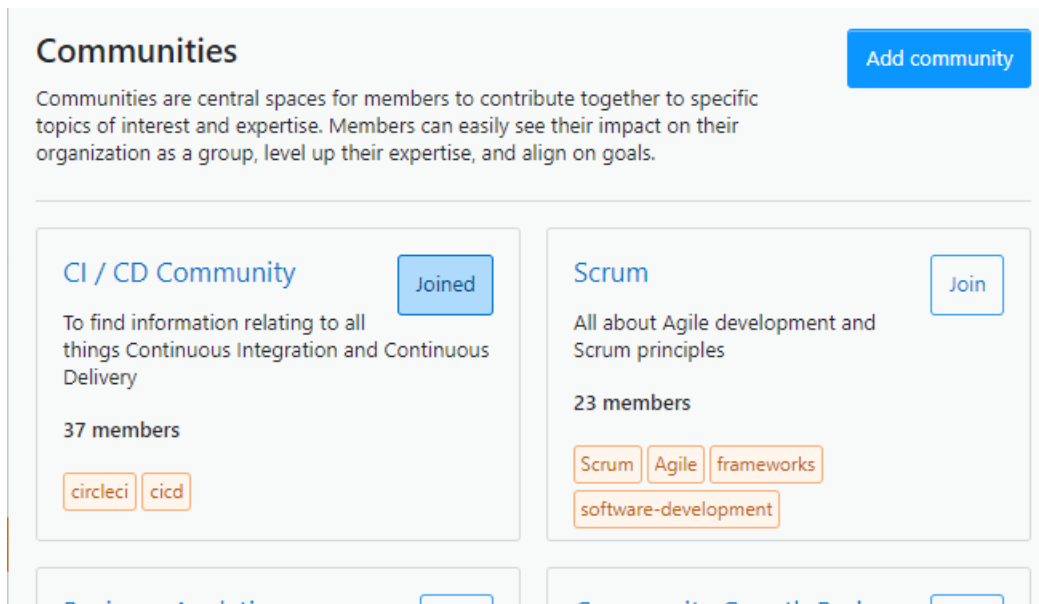 Communities
Add community
Communities are central spaces for members to contribute together to specific
topics of interest and expertise. Members can easily see their impact on their
organization as a group, level up their expertise, and align on goals.
CI / CD Community
Joined
To find information relating to all
things Continuous Integration and Continuous
Delivery
37 members
circleci cicd
Scrum
Join
All about Agile development and
Scrum principles
23 members
Scrum Agile frameworks
software-development